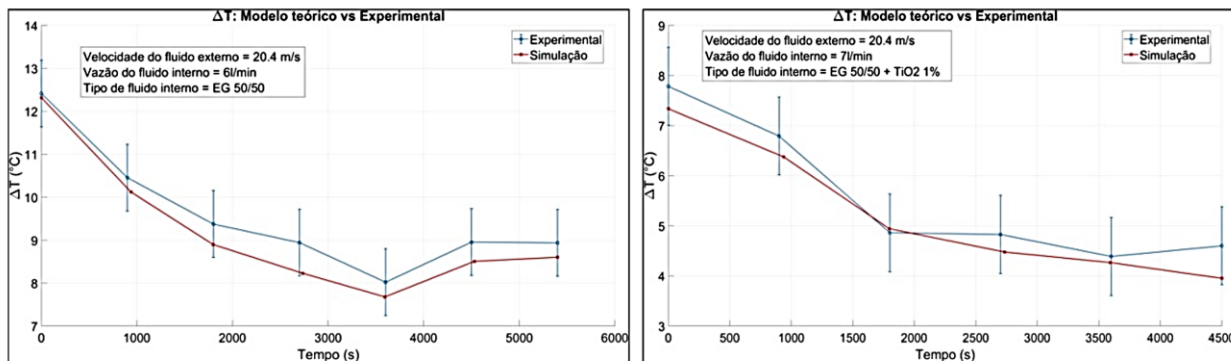 ΔT: Modelo teórico vs Experimental
14
13
12
11
10
9
8
7
ΔT (°C)
Velocidade do fluido externo = 20.4 m/s
Vazão do fluido interno = 6l/min
Tipo de fluido interno = EG 50/50
Experimental
Simulação
0 1000 2000 3000 4000 5000 6000
Tempo (s)
ΔT: Modelo teórico vs Experimental
9
8
7
6
5
4
3
ΔT (°C)
Velocidade do fluido externo = 20.4 m/s
Vazão do fluido interno = 7l/min
Tipo de fluido interno = EG 50/50 + TiO2 1%
Experimental
Simulação
0 500 1000 1500 2000 2500 3000 3500 4000 4500
Tempo (s)